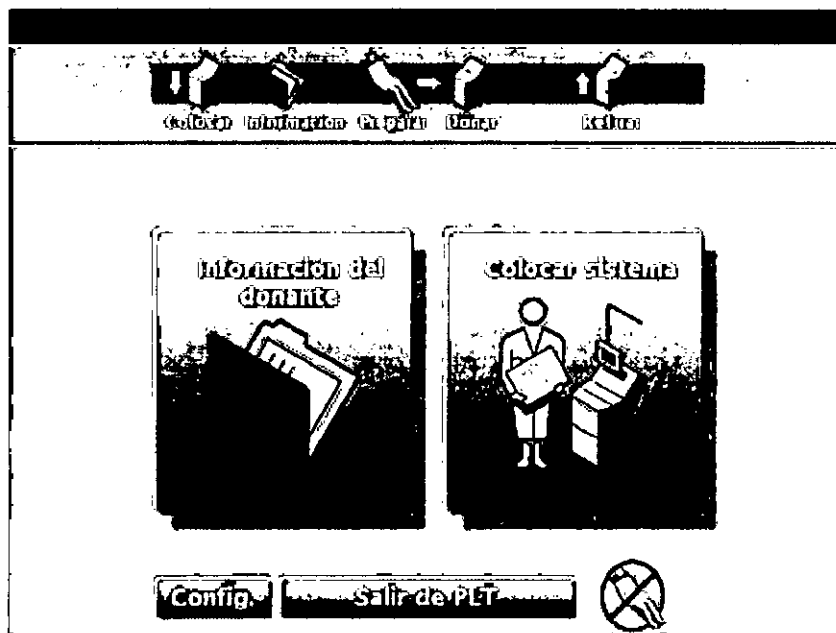 Colocar Información Preparar Donar Retirar
Información del
donante
Colocar sistema
Config.
Salir de PLT